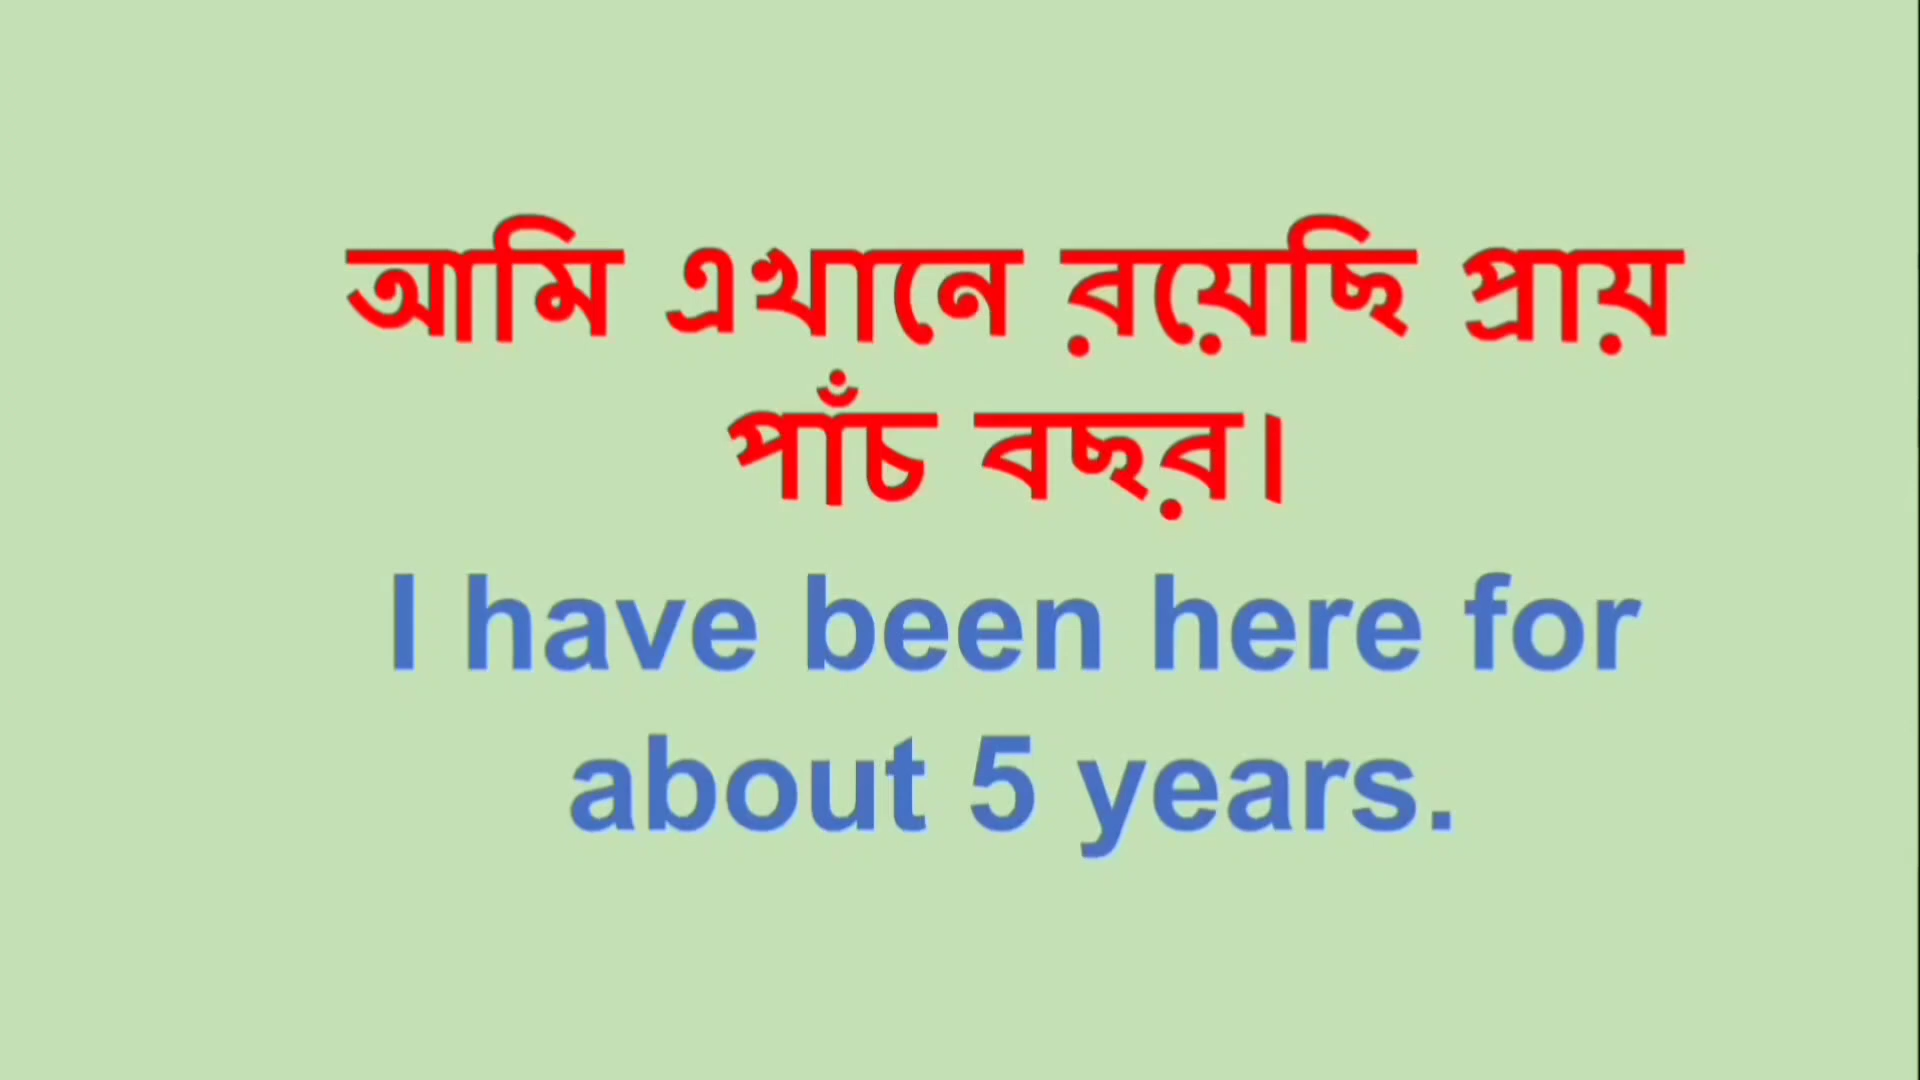 আমি এখানে রয়েছি প্রায়
পাঁচ বছর।
I have been here for
about 5 years.